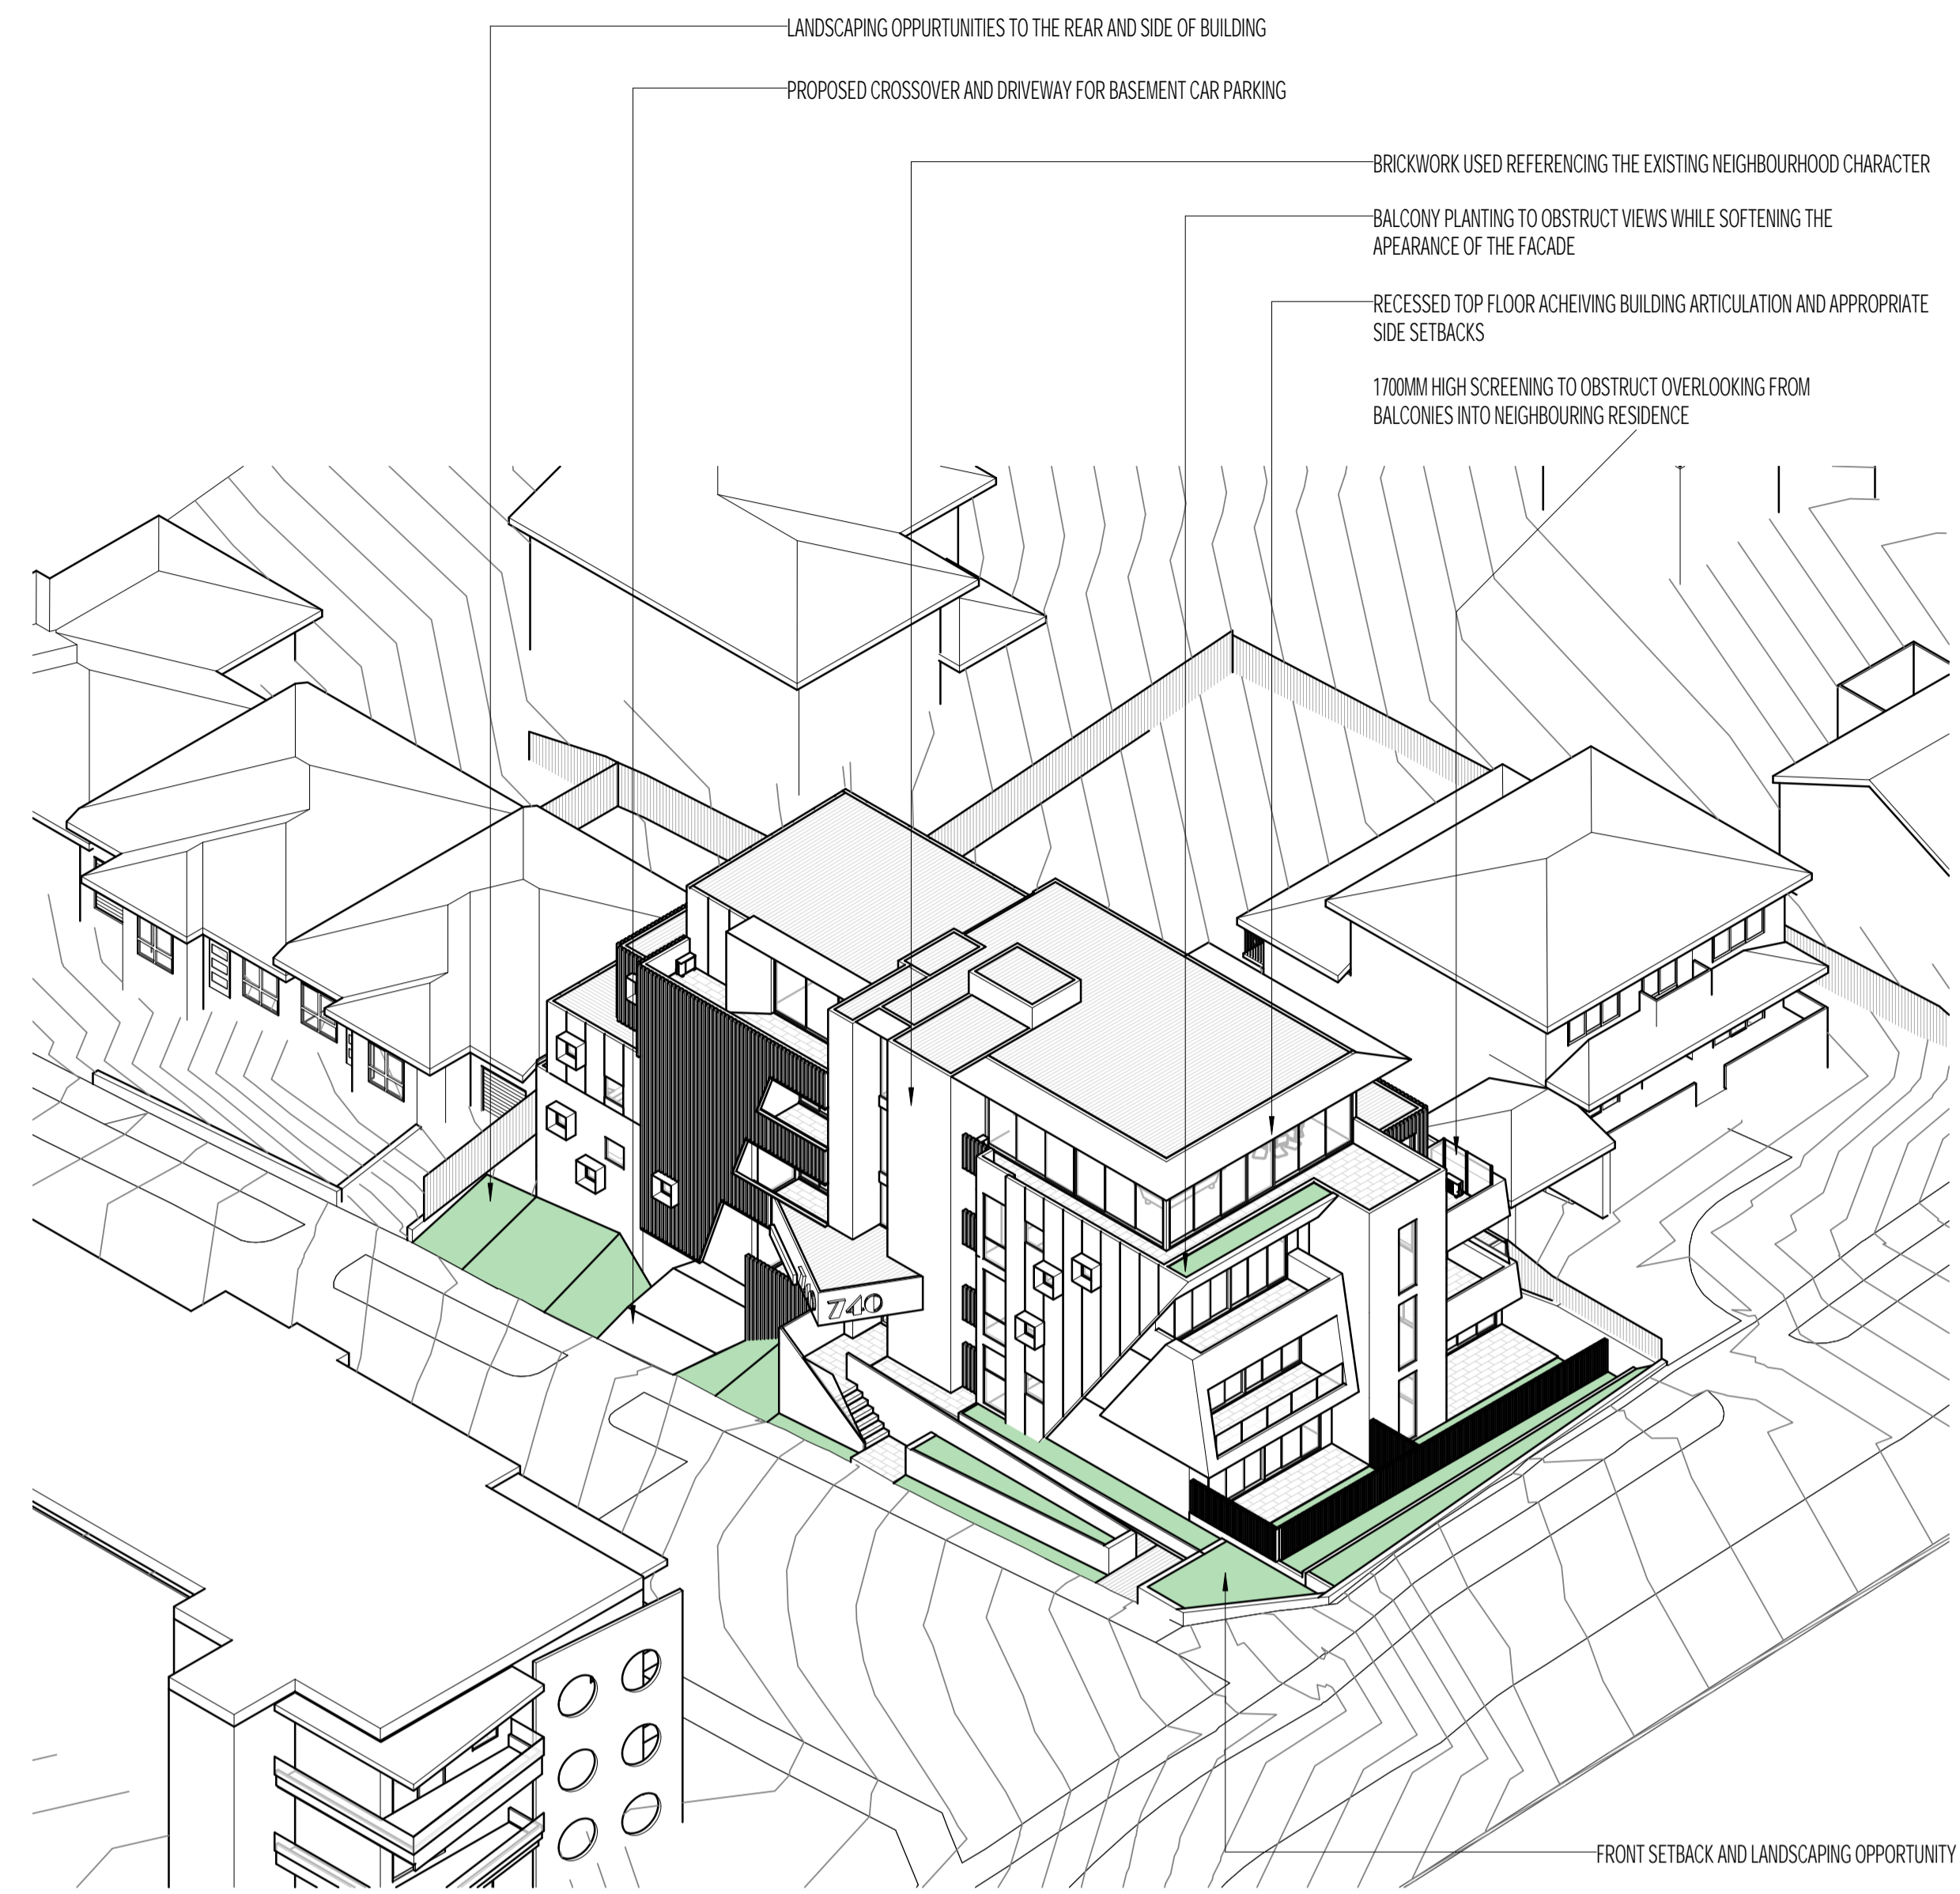 LANDSCAPING OPPURTUNITIES TO THE REAR AND SIDE OF BUILDING
PROPOSED CROSSOVER AND DRIVEWAY FOR BASEMENT CAR PARKING
BRICKWORK USED REFERENCING THE EXISTING NEIGHBOURHOOD CHARACTER
BALCONY PLANTING TO OBSTRUCT VIEWS WHILE SOFTENING THE
APEARANCE OF THE FACADE
RECESSED TOP FLOOR ACHEIVING BUILDING ARTICULATION AND APPROPRIATE
SIDE SETBACKS
1700MM HIGH SCREENING TO OBSTRUCT OVERLOOKING FROM
BALCONIES INTO NEIGHBOURING RESIDENCE
740
FRONT SETBACK AND LANDSCAPING OPPORTUNITY